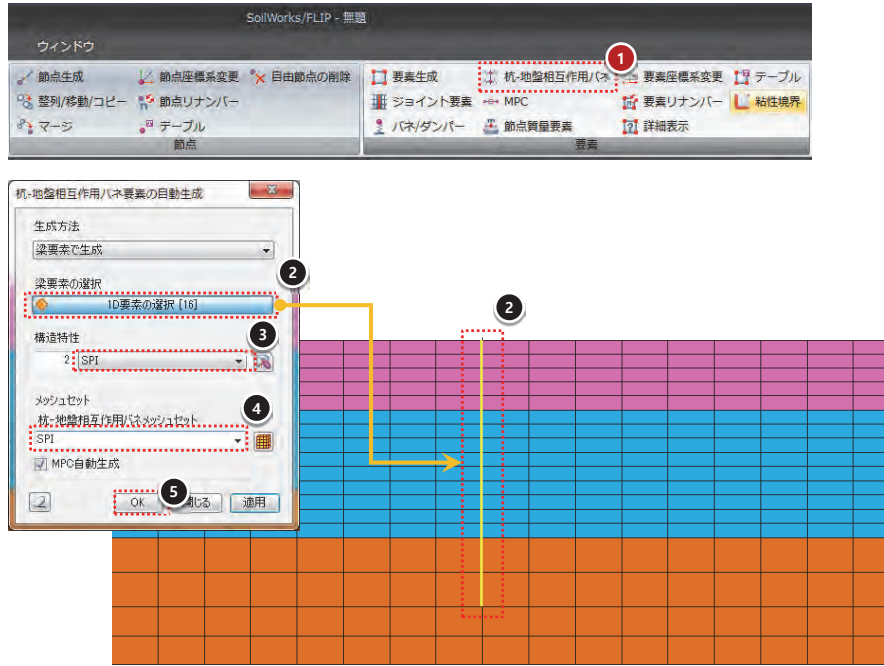 SoilWorks/FLIP - 無題
ウィンドウ
節点生成 節点座標系変更 自由節点の削除
整列/移動/コピー 節点リナンバー
マージ テーブル
節点
1
要素生成 杭-地盤相互作用バネ 要素座標系変更 テーブル
ジョイント要素 MPC 要素リナンバー 粘性境界
バネ/ダンパー 節点質量要素 詳細表示
要素
杭-地盤相互作用バネ要素の自動生成
生成方法
梁要素で生成
梁要素の選択
2
1D要素の選択 [16]
構造特性
3
2 SPI
メッシュセット
4
杭-地盤相互作用バネメッシュセット
SPI
MPC自動生成
5
OK 閉じる 適用
2